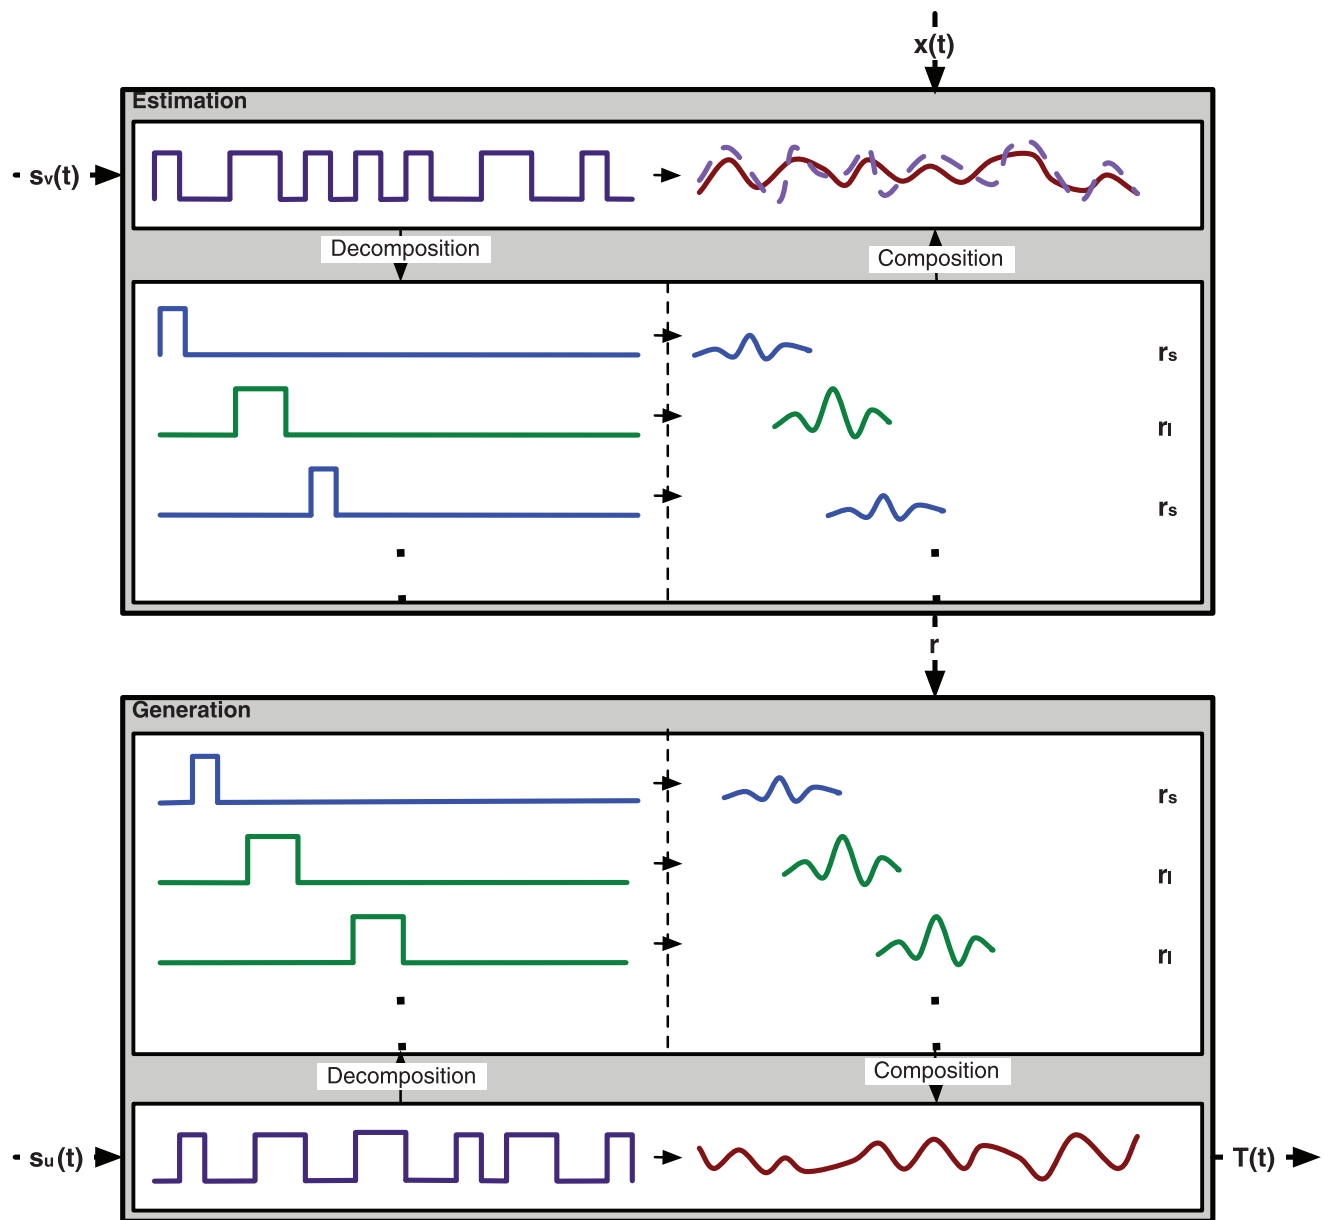 x(t)
Estimation
sv(t)
Decomposition
Composition
rs
rl
rs
r
Generation
rs
rl
rl
Decomposition
Composition
su(t)
T(t)